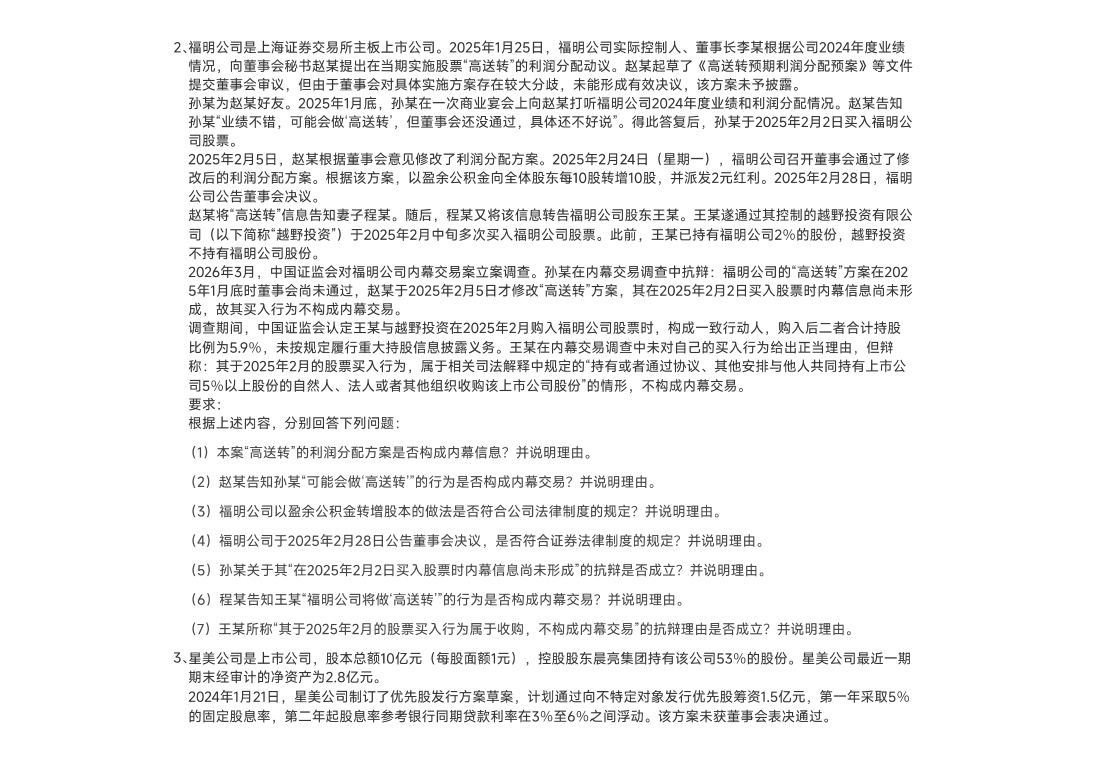 2、福明公司是上海证券交易所主板上市公司。2025年1月25日，福明公司实际控制人、董事长李某根据公司2024年度业绩
情况，向董事会秘书赵某提出在当期实施股票“高送转”的利润分配动议。赵某起草了《高送转预期利润分配预案》等文件
提交董事会审议，但由于董事会对具体实施方案存在较大分歧，未能形成有效决议，该方案未予披露。
孙某为赵某好友。2025年1月底，孙某在一次商业宴会上向赵某打听福明公司2024年度业绩和利润分配情况。赵某告知
孙某“业绩不错，可能会做‘高送转’，但董事会还没通过，具体还不好说”。得此答复后，孙某于2025年2月2日买入福明公
司股票。
2025年2月5日，赵某根据董事会意见修改了利润分配方案。2025年2月24日（星期一），福明公司召开董事会通过了修
改后的利润分配方案。根据该方案，以盈余公积金向全体股东每10股转增10股，并派发2元红利。2025年2月28日，福明
公司公告董事会决议。
赵某将“高送转”信息告知妻子程某。随后，程某又将该信息转告福明公司股东王某。王某遂通过其控制的越野投资有限公
司（以下简称“越野投资”）于2025年2月中旬多次买入福明公司股票。此前，王某已持有福明公司2%的股份，越野投资
不持有福明公司股份。
2026年3月，中国证监会对福明公司内幕交易案立案调查。孙某在内幕交易调查中抗辩：福明公司的“高送转”方案在202
5年1月底时董事会尚未通过，赵某于2025年2月5日才修改“高送转”方案，其在2025年2月2日买入股票时内幕信息尚未形
成，故其买入行为不构成内幕交易。
调查期间，中国证监会认定王某与越野投资在2025年2月购入福明公司股票时，构成一致行动人，购入后二者合计持股
比例为5.9%，未按规定履行重大持股信息披露义务。王某在内幕交易调查中未对自己的买入行为给出正当理由，但辩
称：其于2025年2月的股票买入行为，属于相关司法解释中规定的“持有或者通过协议、其他安排与他人共同持有上市公
司5%以上股份的自然人、法人或者其他组织收购该上市公司股份”的情形，不构成内幕交易。
要求：
根据上述内容，分别回答下列问题：
（1）本案“高送转”的利润分配方案是否构成内幕信息？并说明理由。
（2）赵某告知孙某“可能会做‘高送转’”的行为是否构成内幕交易？并说明理由。
（3）福明公司以盈余公积金转增股本的做法是否符合公司法律制度的规定？并说明理由。
（4）福明公司于2025年2月28日公告董事会决议，是否符合证券法律制度的规定？并说明理由。
（5）孙某关于其“在2025年2月2日买入股票时内幕信息尚未形成”的抗辩是否成立？并说明理由。
（6）程某告知王某“福明公司将做‘高送转’”的行为是否构成内幕交易？并说明理由。
（7）王某所称“其于2025年2月的股票买入行为属于收购，不构成内幕交易”的抗辩理由是否成立？并说明理由。
3、星美公司是上市公司，股本总额10亿元（每股面额1元），控股股东晨亮集团持有该公司53%的股份。星美公司最近一期
期末经审计的净资产为2.8亿元。
2024年1月21日，星美公司制订了优先股发行方案草案，计划通过向不特定对象发行优先股筹资1.5亿元，第一年采取5%
的固定股息率，第二年起股息率参考银行同期贷款利率在3%至6%之间浮动。该方案未获董事会表决通过。